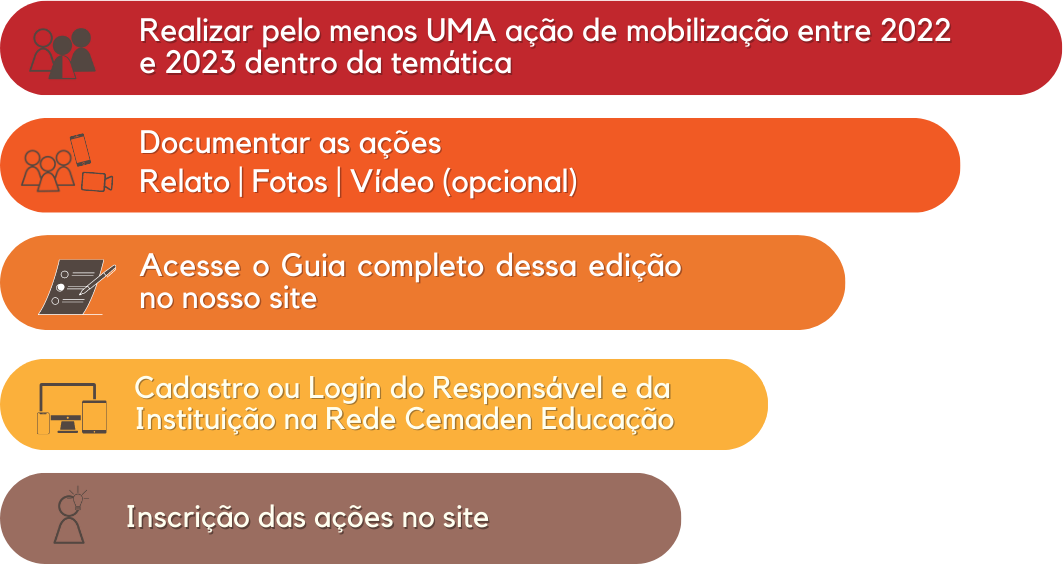 Realizar pelo menos UMA ação de mobilização entre 2022
e 2023 dentro da temática
Documentar as ações
Relato | Fotos | Vídeo (opcional)
Acesse o Guia completo dessa edição
no nosso site
Cadastro ou Login do Responsável e da
Instituição na Rede Cemaden Educação
Inscrição das ações no site